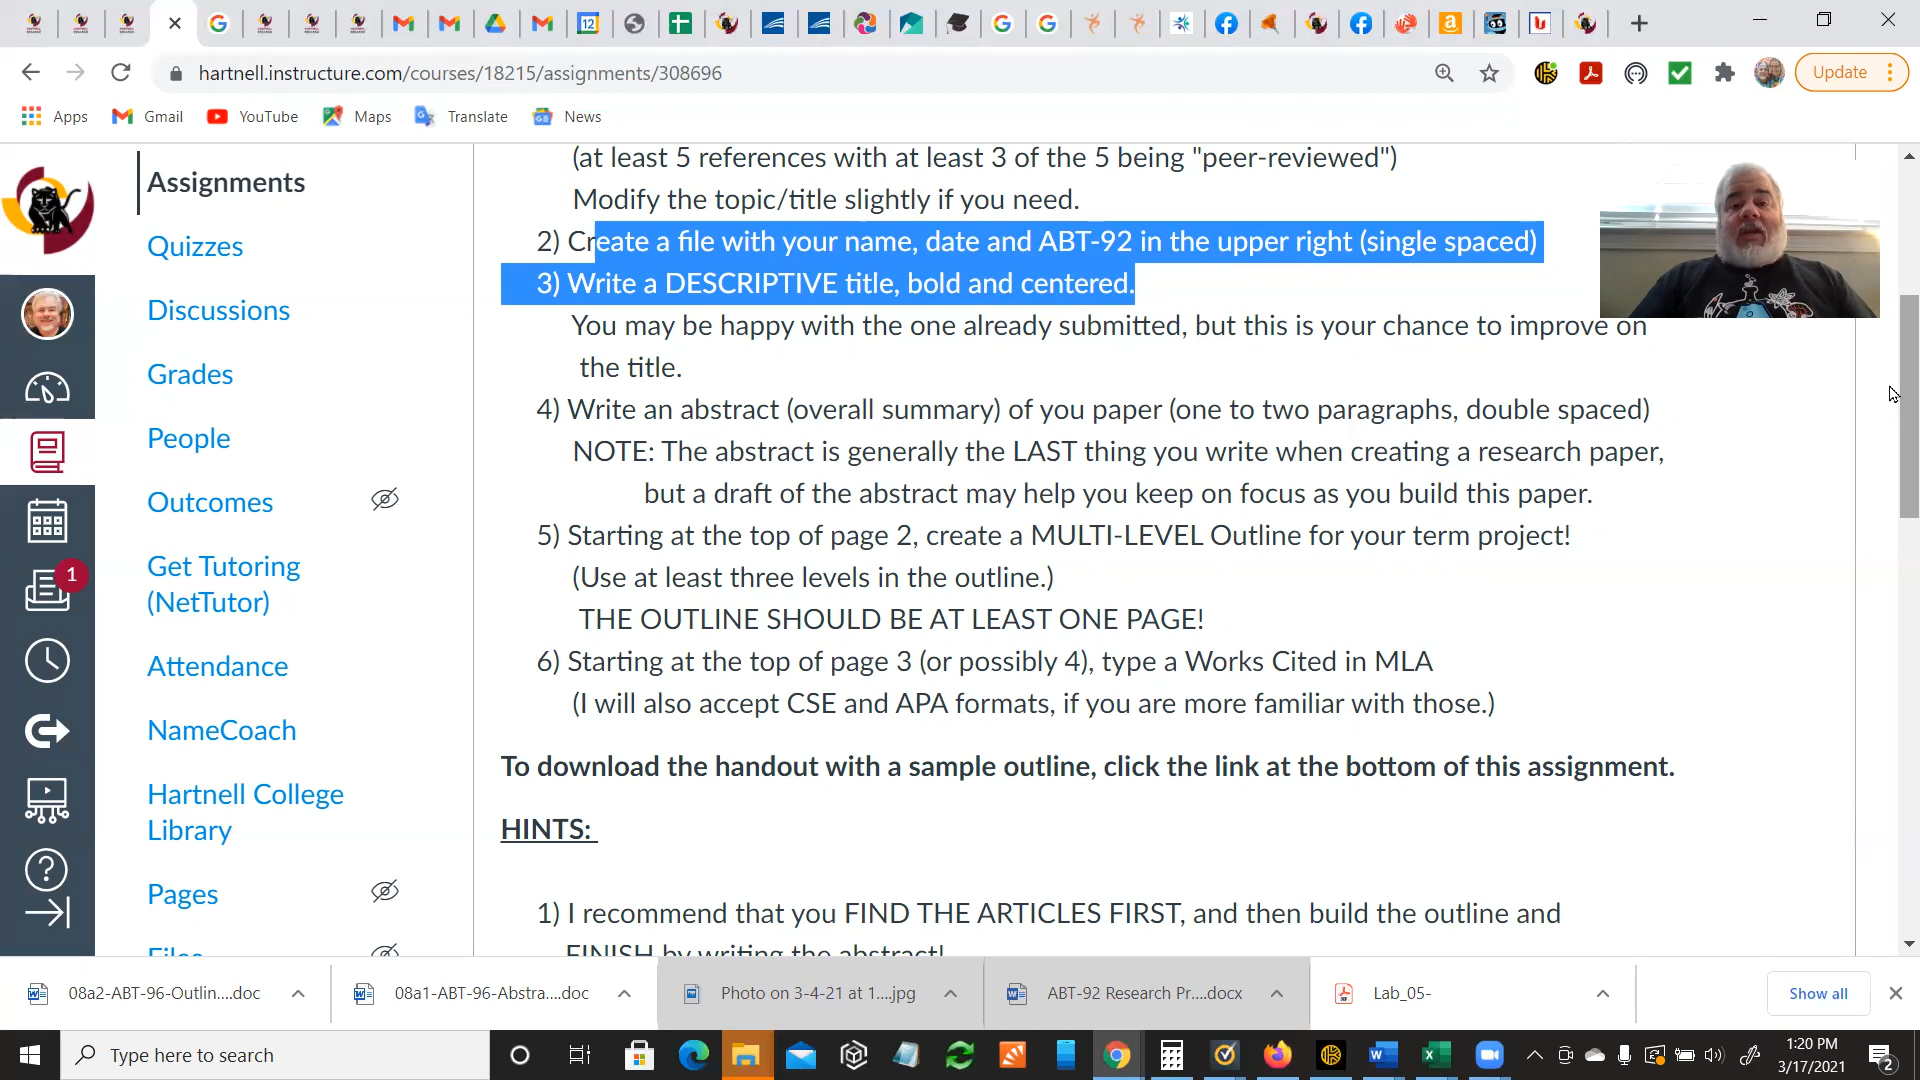 12
hartnell.instructure.com/courses/18215/assignments/308696
Update
Apps
Gmail
YouTube
Maps
Translate
News
Assignments
Quizzes
Discussions
Grades
People
Outcomes
Get Tutoring
(NetTutor)
Attendance
NameCoach
Hartnell College
Library
Pages
Files
1
(at least 5 references with at least 3 of the 5 being "peer-reviewed")
Modify the topic/title slightly if you need.
2) Create a file with your name, date and ABT-92 in the upper right (single spaced)
3) Write a DESCRIPTIVE title, bold and centered.
You may be happy with the one already submitted, but this is your chance to improve on
the title.
4) Write an abstract (overall summary) of you paper (one to two paragraphs, double spaced)
NOTE: The abstract is generally the LAST thing you write when creating a research paper,
but a draft of the abstract may help you keep on focus as you build this paper.
5) Starting at the top of page 2, create a MULTI-LEVEL Outline for your term project!
(Use at least three levels in the outline.)
THE OUTLINE SHOULD BE AT LEAST ONE PAGE!
6) Starting at the top of page 3 (or possibly 4), type a Works Cited in MLA
(I will also accept CSE and APA formats, if you are more familiar with those.)
To download the handout with a sample outline, click the link at the bottom of this assignment.
HINTS:
1) I recommend that you FIND THE ARTICLES FIRST, and then build the outline and
FINISH by writing the abstract!
08a2-ABT-96-Outlin....doc
08a1-ABT-96-Abstra....doc
Photo on 3-4-21 at 1....jpg
ABT-92 Research Pr....docx
Lab_05-
Show all
Type here to search
1:20 PM
3/17/2021
2